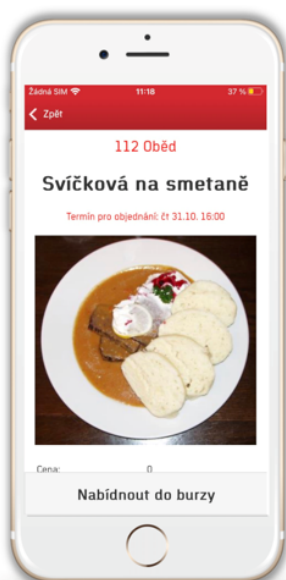 Žádná SIM 11:18 37 %
Zpět
112 Oběd
Svíčková na smetaně
Termín pro objednání: čt 31.10. 16:00
Cena: 0
Nabídnout do burzy